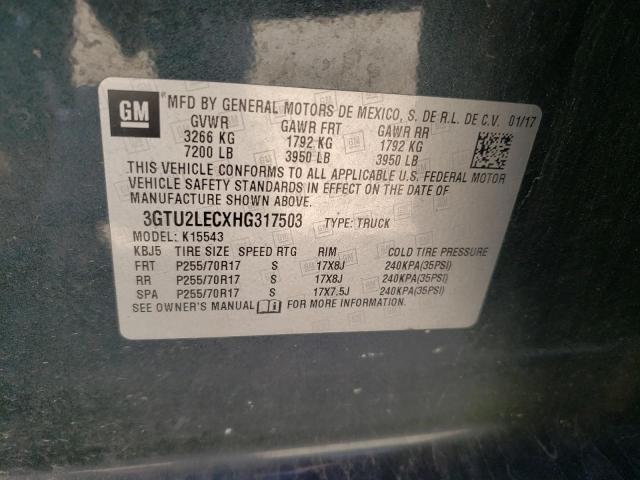 GM MFD BY GENERAL MOTORS DE MEXICO, S. DE R.L. DE C.V. 01/17
GVWR GAWR FRT GAWR RR
3266 KG 1792 KG 1792 KG
7200 LB 3950 LB 3950 LB
THIS VEHICLE CONFORMS TO ALL APPLICABLE U.S. FEDERAL MOTOR
VEHICLE SAFETY STANDARDS IN EFFECT ON THE DATE OF
MANUFACTURE SHOWN ABOVE.
3GTU2LECXHG317503 TYPE: TRUCK
MODEL: K15543
KBJ5 TIRE SIZE SPEED RTG RIM COLD TIRE PRESSURE
FRT P255/70R17 S 17X8J 240KPA(35PSI)
RR P255/70R17 S 17X8J 240KPA(35PSI)
SPA P255/70R17 S 17X7.5J 240KPA(35PSI)
SEE OWNER'S MANUAL FOR MORE INFORMATION.